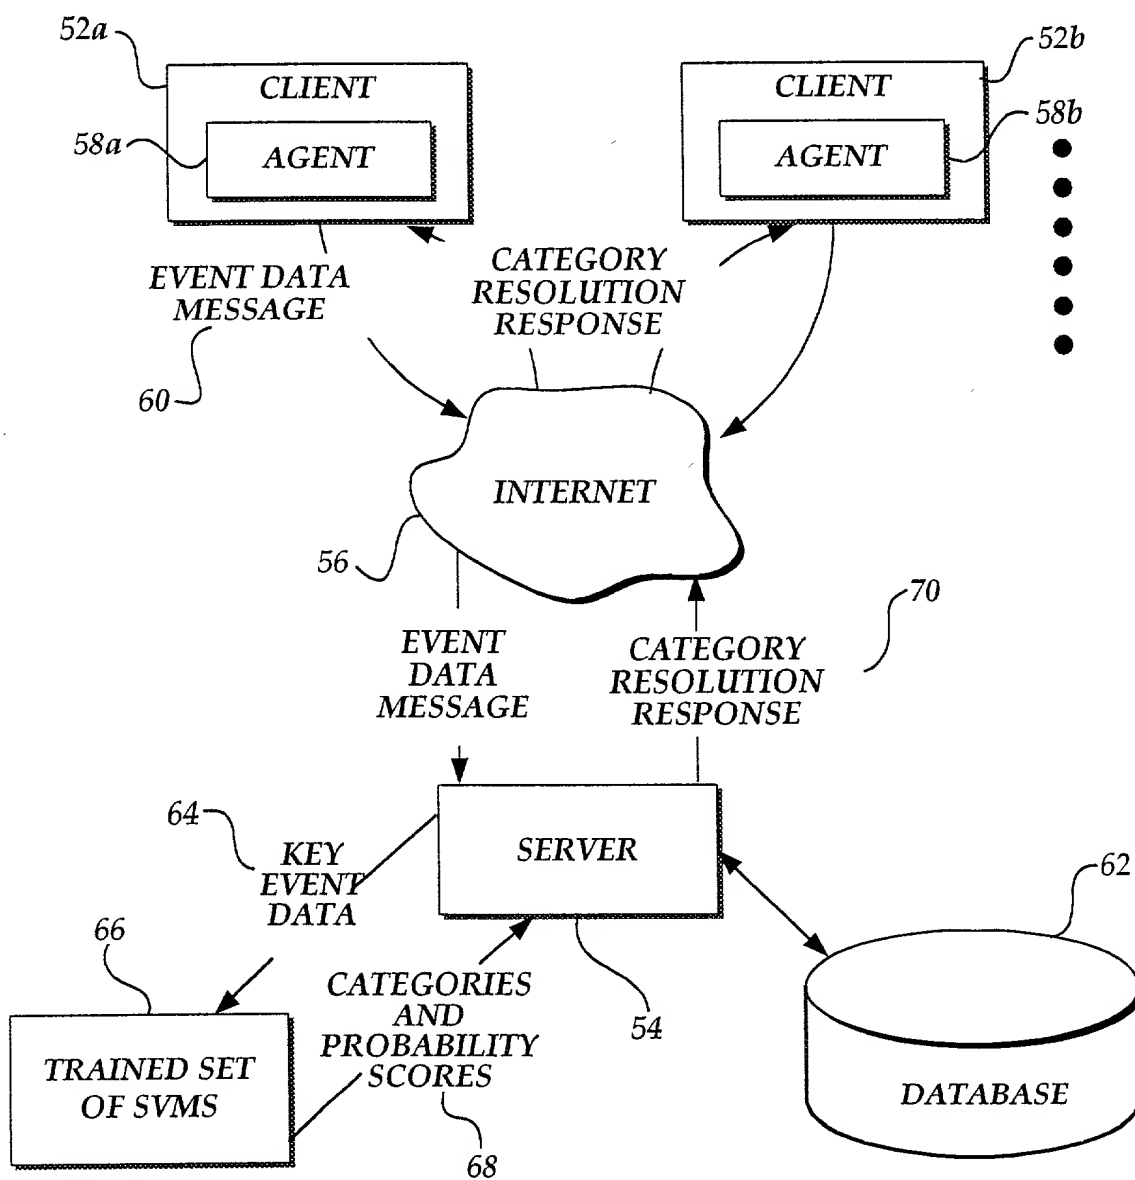 52a
52b
CLIENT
CLIENT
58a
58b
AGENT
AGENT
EVENT DATA
MESSAGE
CATEGORY
RESOLUTION
RESPONSE
60
INTERNET
56
70
EVENT
DATA
MESSAGE
CATEGORY
RESOLUTION
RESPONSE
64
KEY
EVENT
DATA
SERVER
62
66
CATEGORIES
AND
PROBABILITY
SCORES
54
TRAINED SET
OF SVMS
DATABASE
68